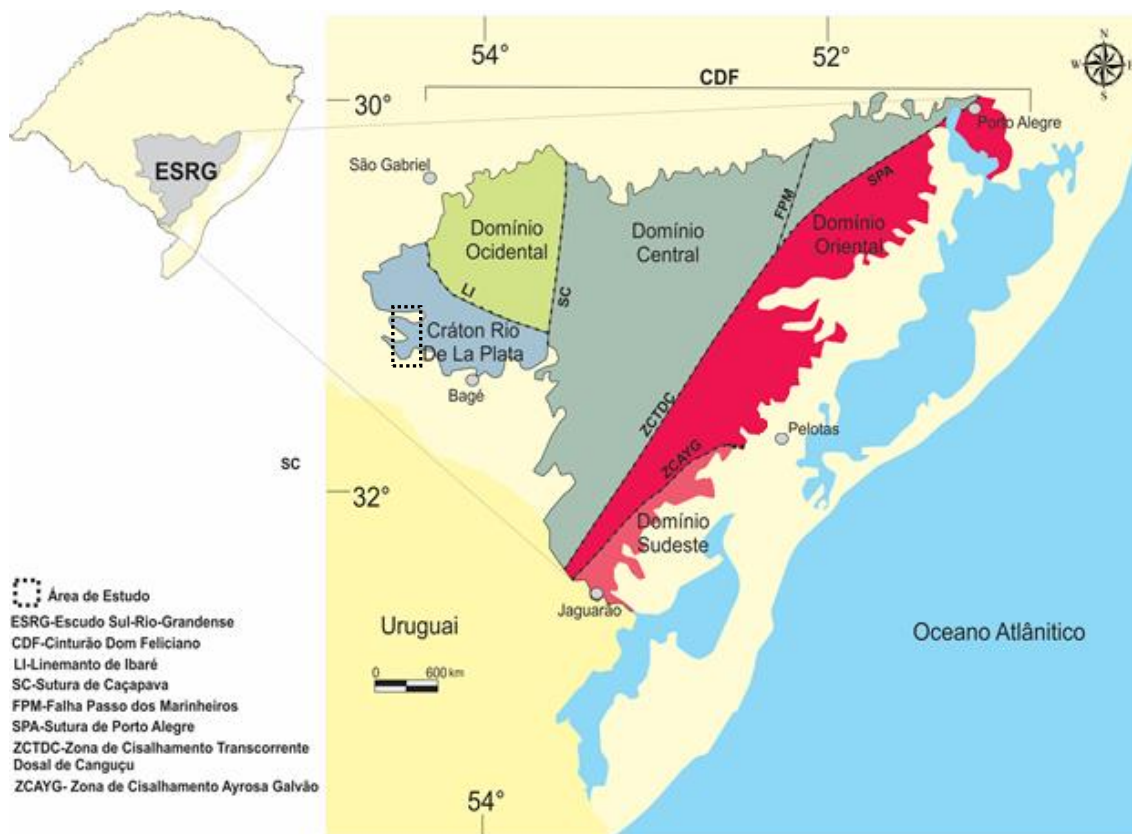 54°
52°
CDF
N
W
E
S
30°
ESRG
São Gabriel
Porto Alegre
FPM
SPA
Domínio
Ocidental
Domínio
Central
Domínio
Oriental
LI
SC
Cráton Rio
De La Plata
Bagé
ZCTDC
ZCAYG
Pelotas
SC
32°
Domínio
Sudeste
Jaguarão
Uruguai
Oceano Atlânitico
0 600 km
54°
Área de Estudo
ESRG-Escudo Sul-Rio-Grandense
CDF-Cinturão Dom Feliciano
LI-Linemanto de Ibaré
SC-Sutura de Caçapava
FPM-Falha Passo dos Marinheiros
SPA-Sutura de Porto Alegre
ZCTDC-Zona de Cisalhamento Transcorrente
Dosal de Canguçu
ZCAYG- Zona de Cisalhamento Ayrosa Galvão